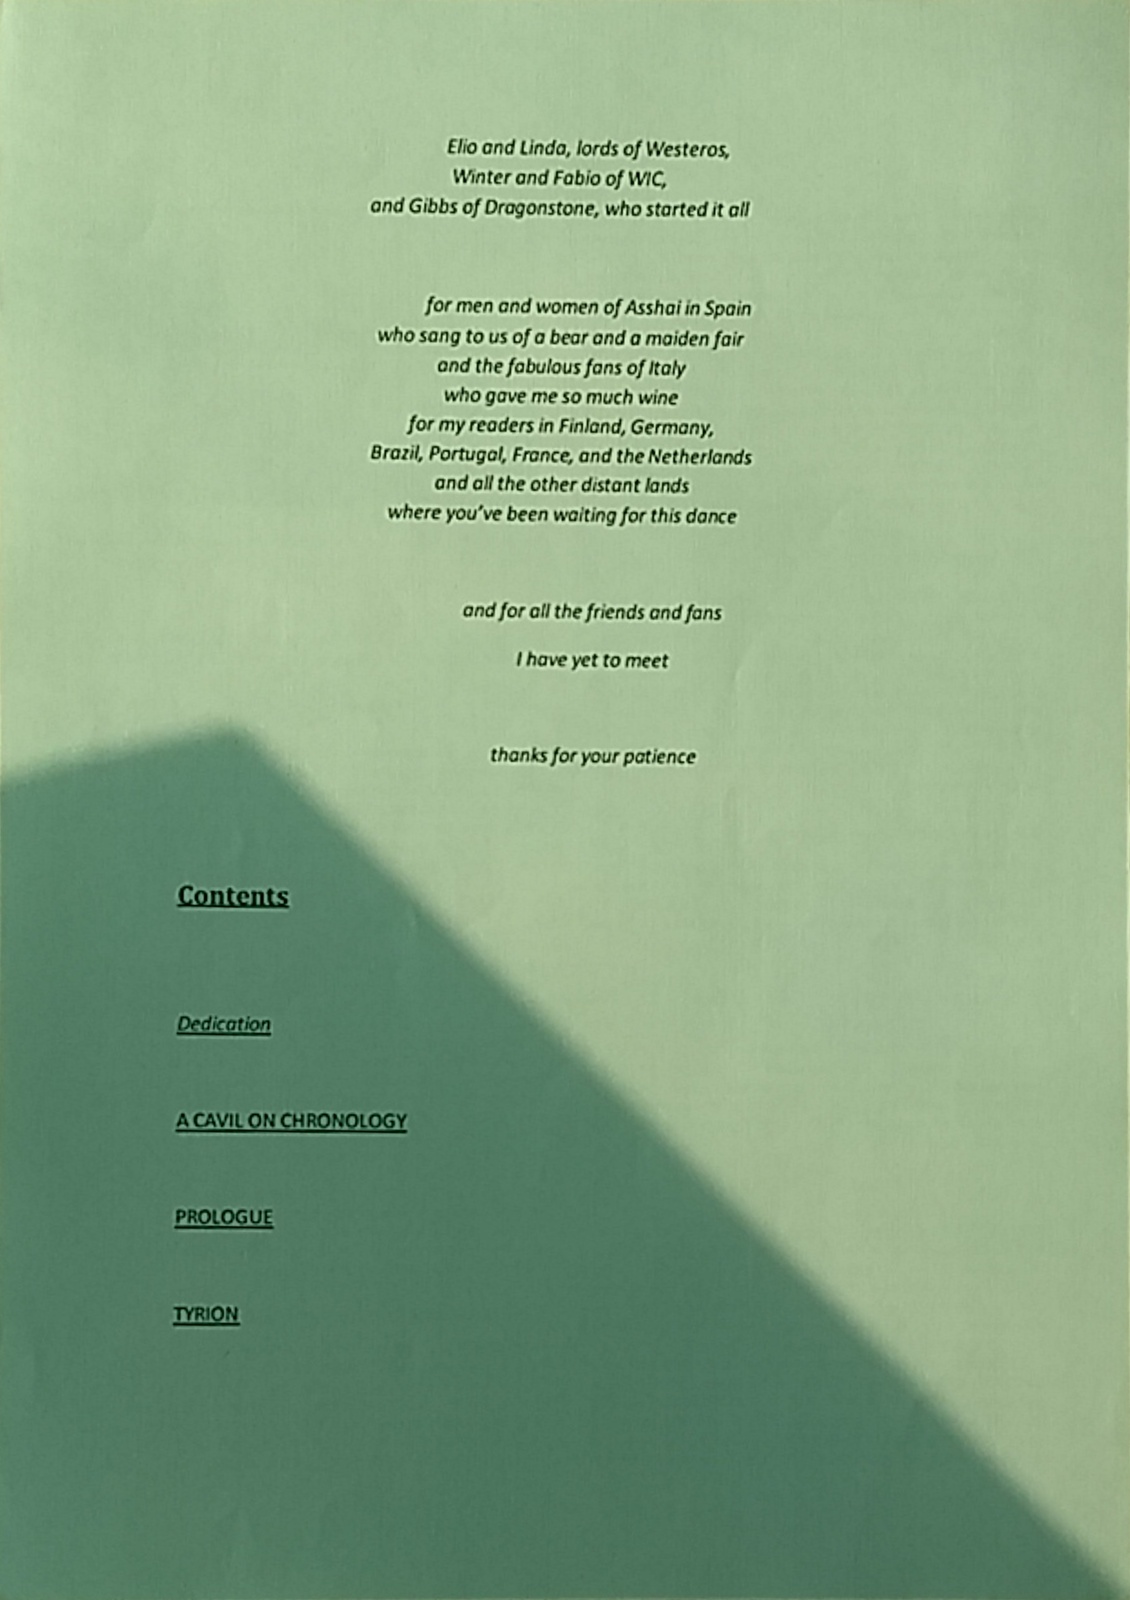 Elio and Linda, lords of Westeros,
Winter and Fabio of WIC,
and Gibbs of Dragonstone, who started it all
for men and women of Asshai in Spain
who sang to us of a bear and a maiden fair
and the fabulous fans of Italy
who gave me so much wine
for my readers in Finland, Germany,
Brazil, Portugal, France, and the Netherlands
and all the other distant lands
where you’ve been waiting for this dance
and for all the friends and fans
I have yet to meet
thanks for your patience
Contents
Dedication
A CAVIL ON CHRONOLOGY
PROLOGUE
TYRION